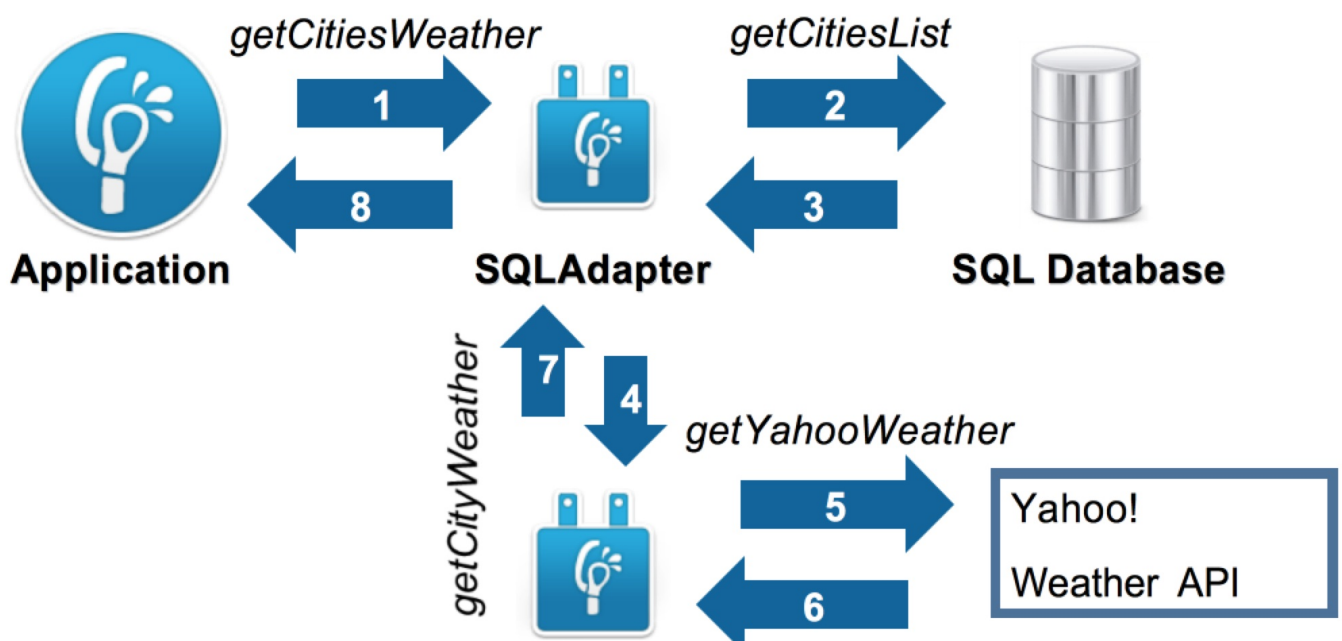 getCitiesWeather
getCitiesList
1
2
8
3
Application
SQLAdapter
SQL Database
getCityWeather
7
4
getYahooWeather
5
6
Yahoo!
Weather API